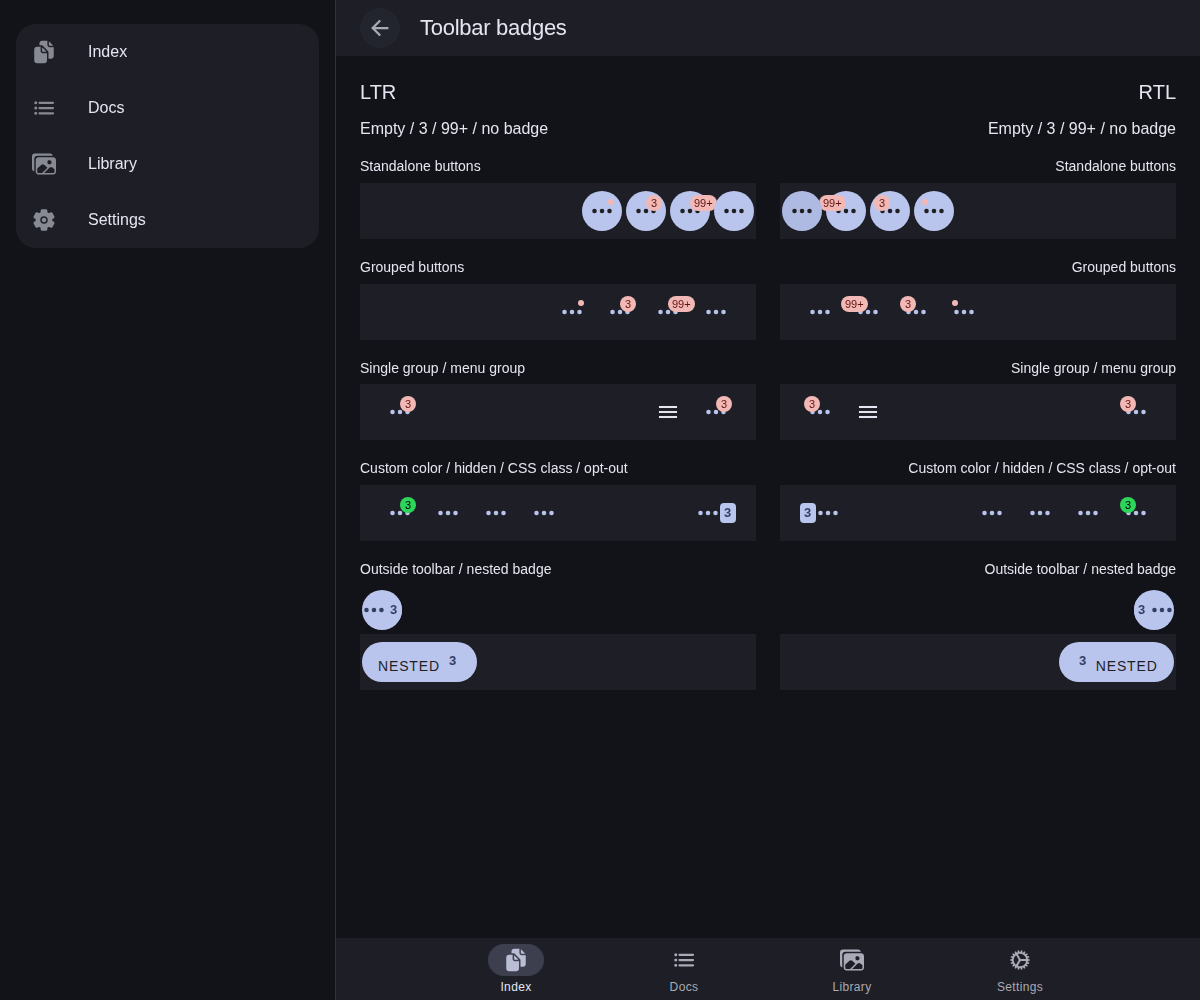 Index
Docs
Library
Settings
Toolbar badges
LTR
RTL
Empty / 3 / 99+ / no badge
Empty / 3 / 99+ / no badge
Standalone buttons
Standalone buttons
3 99+
99+ 3
Grouped buttons
Grouped buttons
3 99+
99+ 3
Single group / menu group
Single group / menu group
3 3
3 3
Custom color / hidden / CSS class / opt-out
Custom color / hidden / CSS class / opt-out
3 3
3 3
Outside toolbar / nested badge
Outside toolbar / nested badge
3
3
NESTED 3
3 NESTED
Index
Docs
Library
Settings